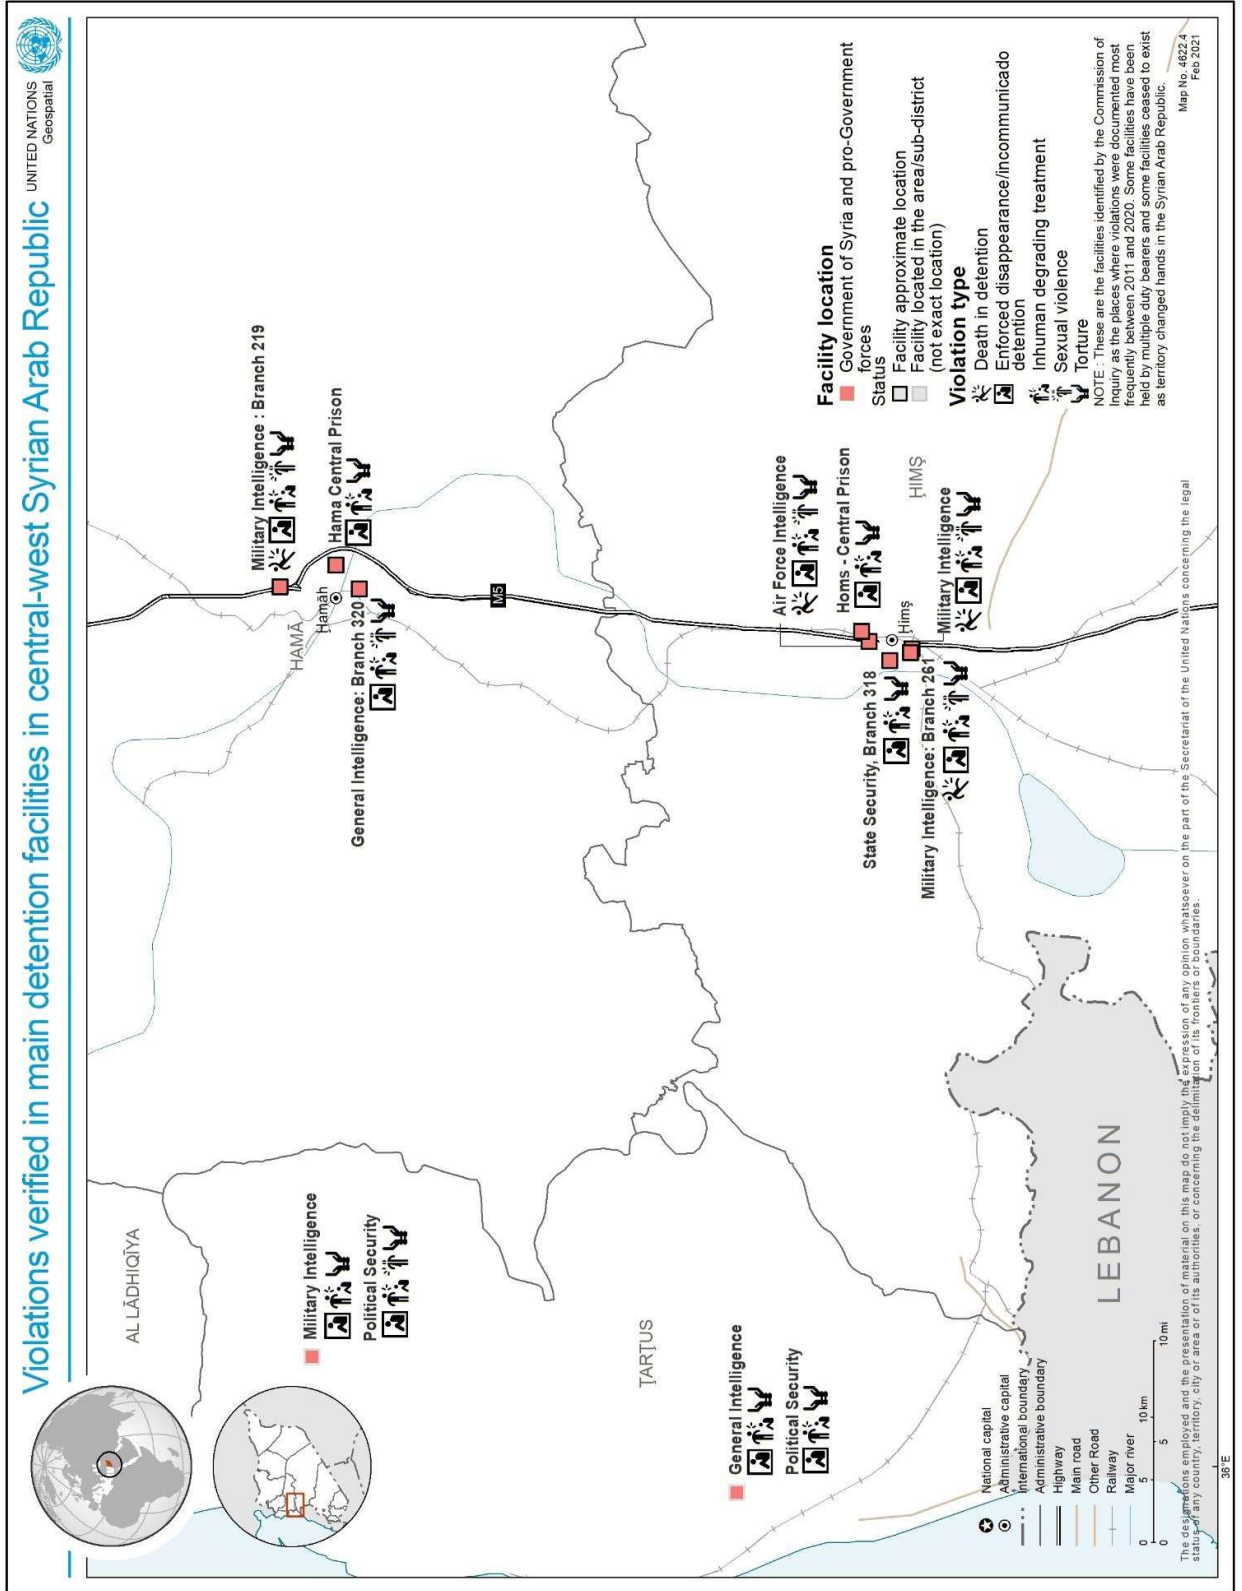 Violations verified in main detention facilities in central-west Syrian Arab Republic
UNITED NATIONS
Geospatial
AL LĀDHIQĪYA
Military Intelligence
Political Security
ṬARṬUS
General Intelligence
Political Security
Military Intelligence : Branch 219
Hama Central Prison
Ḥamāh
HAMĀ
General Intelligence: Branch 320
M5
Air Force Intelligence
Homs - Central Prison
ḤIMṢ
Ḥimṣ
State Security, Branch 318
Military Intelligence: Branch 261
Military Intelligence
LEBANON
Facility location
Government of Syria and pro-Government
forces
Status
Facility approximate location
Facility located in the area/sub-district
(not exact location)
Violation type
Death in detention
Enforced disappearance/incommunicado
detention
Inhuman degrading treatment
Sexual violence
Torture
NOTE : These are the facilities identified by the Commission of
Inquiry as the places where violations were documented most
frequently between 2011 and 2020. Some facilities have been
held by multiple duty bearers and some facilities ceased to exist
as territory changed hands in the Syrian Arab Republic.
Map No. 4622.4
Feb 2021
National capital
Administrative capital
International boundary
Administrative boundary
Highway
Main road
Other Road
Railway
Major river
0 5 10 km
0 5 10 mi
The designations employed and the presentation of material on this map do not imply the expression of any opinion whatsoever on the part of the Secretariat of the United Nations concerning the legal
status of any country, territory, city or area or of its authorities, or concerning the delimitation of its frontiers or boundaries.
36°E